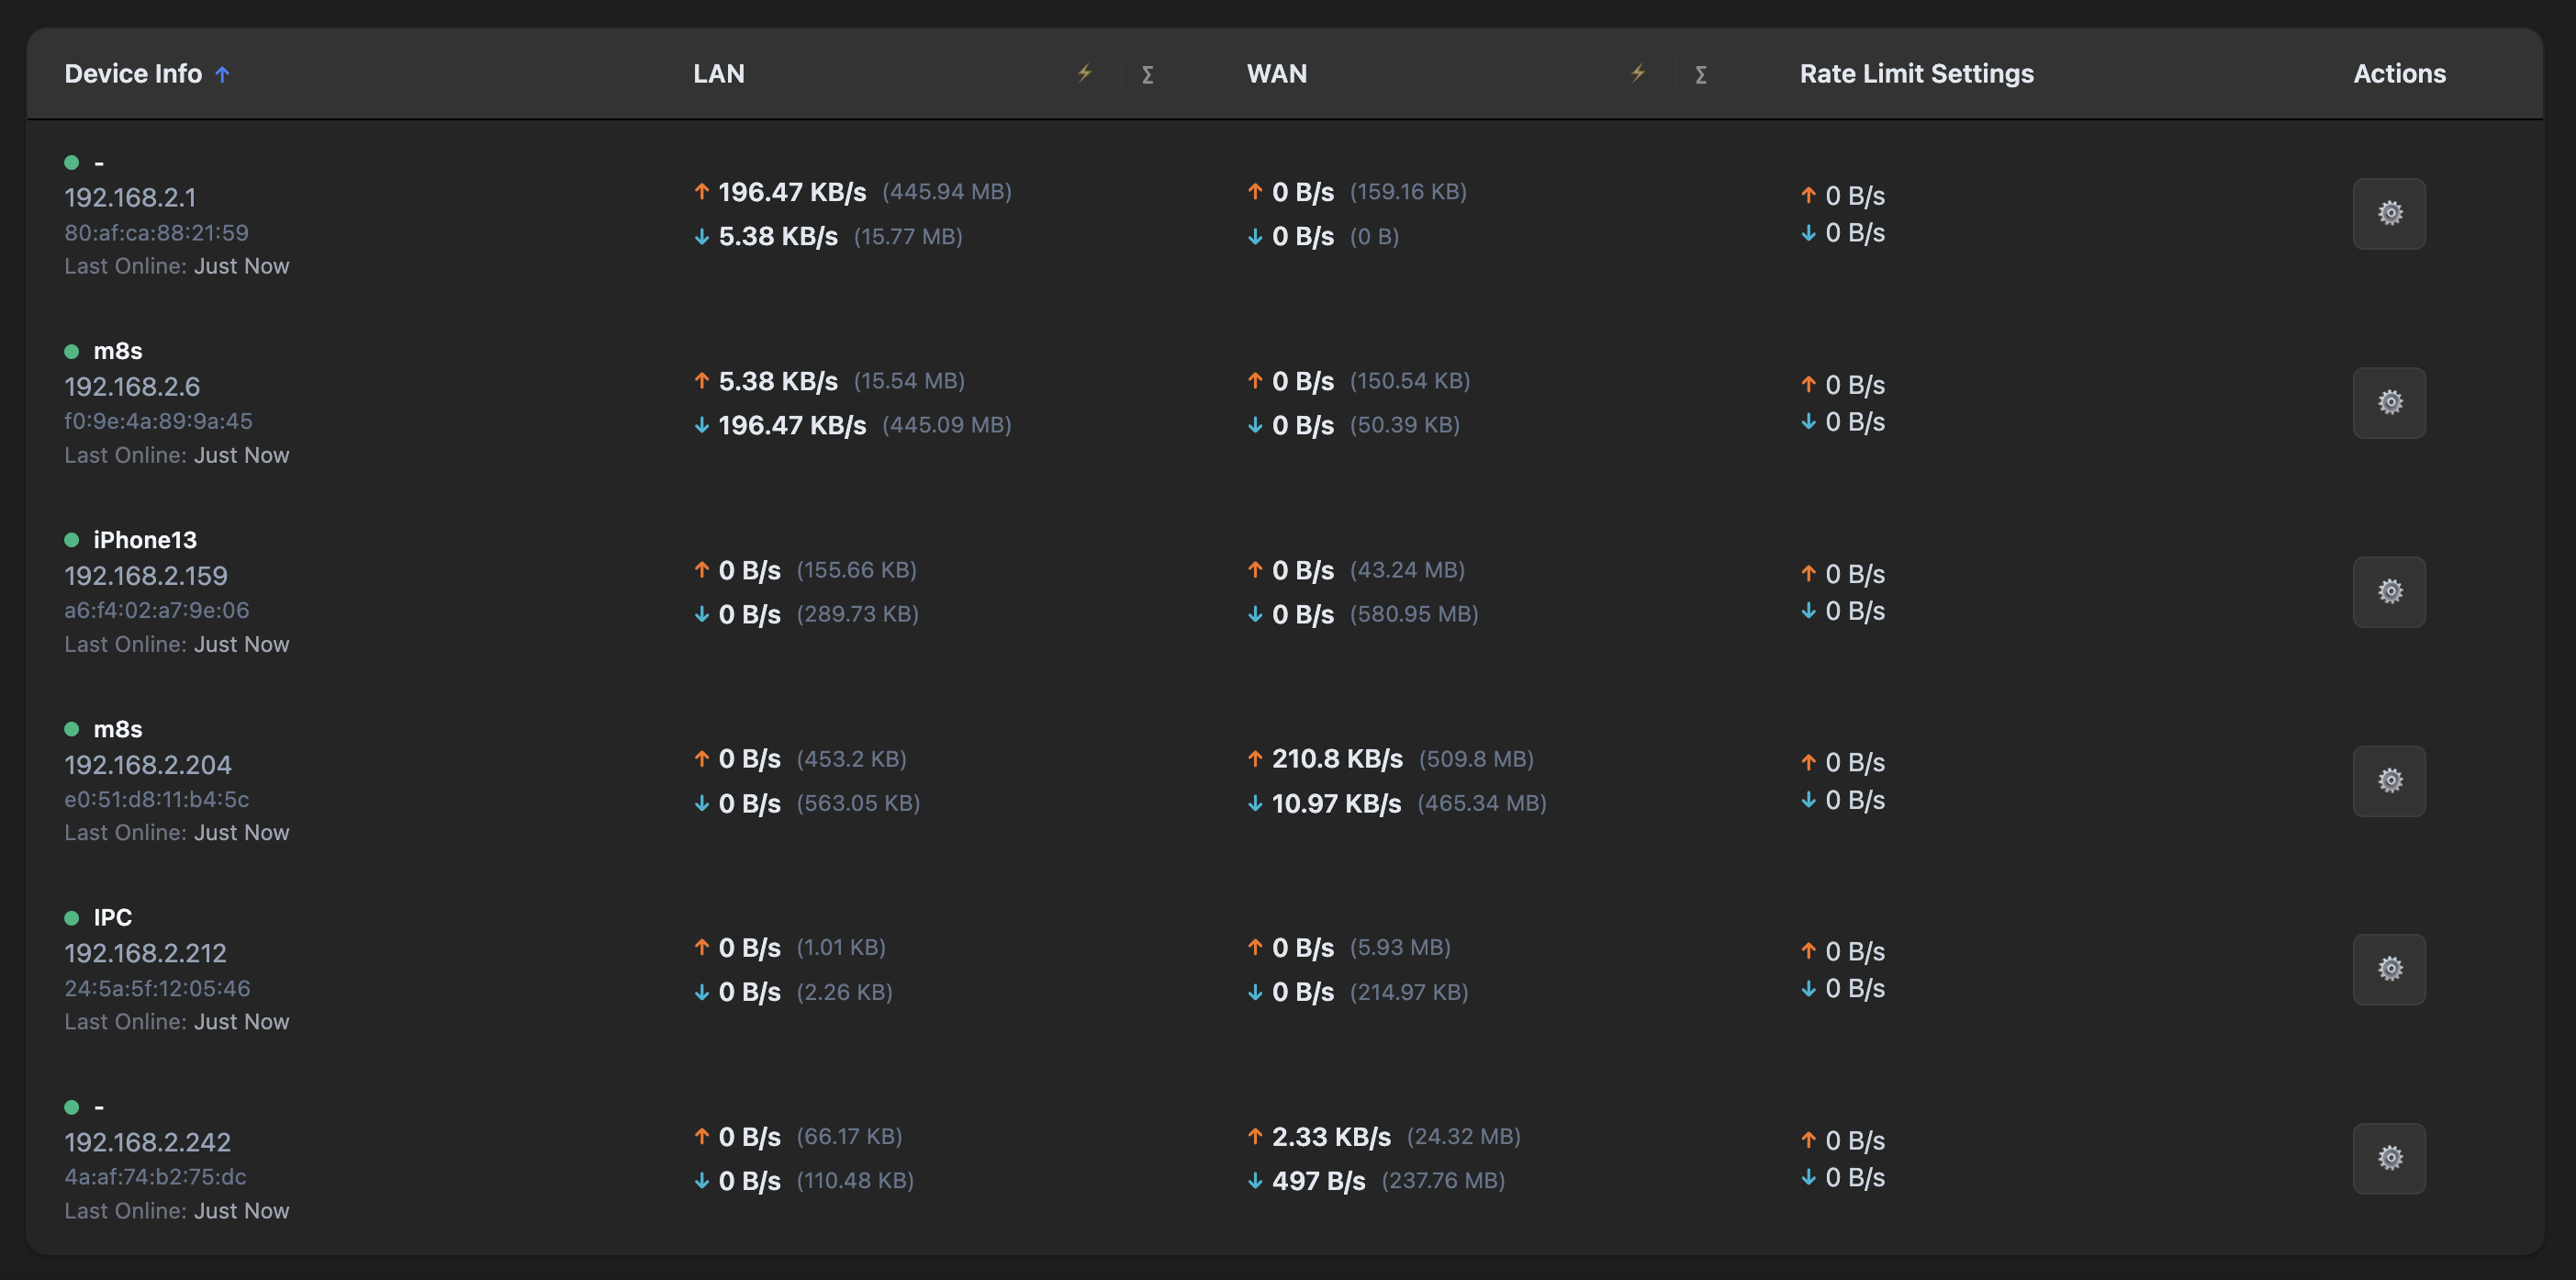 Device Info ↑ LAN ⚡ Σ WAN ⚡ Σ Rate Limit Settings Actions
-
192.168.2.1
80:af:ca:88:21:59
Last Online: Just Now
↑ 196.47 KB/s (445.94 MB)
↓ 5.38 KB/s (15.77 MB)
↑ 0 B/s (159.16 KB)
↓ 0 B/s (0 B)
↑ 0 B/s
↓ 0 B/s
m8s
192.168.2.6
f0:9e:4a:89:9a:45
Last Online: Just Now
↑ 5.38 KB/s (15.54 MB)
↓ 196.47 KB/s (445.09 MB)
↑ 0 B/s (150.54 KB)
↓ 0 B/s (50.39 KB)
↑ 0 B/s
↓ 0 B/s
iPhone13
192.168.2.159
a6:f4:02:a7:9e:06
Last Online: Just Now
↑ 0 B/s (155.66 KB)
↓ 0 B/s (289.73 KB)
↑ 0 B/s (43.24 MB)
↓ 0 B/s (580.95 MB)
↑ 0 B/s
↓ 0 B/s
m8s
192.168.2.204
e0:51:d8:11:b4:5c
Last Online: Just Now
↑ 0 B/s (453.2 KB)
↓ 0 B/s (563.05 KB)
↑ 210.8 KB/s (509.8 MB)
↓ 10.97 KB/s (465.34 MB)
↑ 0 B/s
↓ 0 B/s
IPC
192.168.2.212
24:5a:5f:12:05:46
Last Online: Just Now
↑ 0 B/s (1.01 KB)
↓ 0 B/s (2.26 KB)
↑ 0 B/s (5.93 MB)
↓ 0 B/s (214.97 KB)
↑ 0 B/s
↓ 0 B/s
-
192.168.2.242
4a:af:74:b2:75:dc
Last Online: Just Now
↑ 0 B/s (66.17 KB)
↓ 0 B/s (110.48 KB)
↑ 2.33 KB/s (24.32 MB)
↓ 497 B/s (237.76 MB)
↑ 0 B/s
↓ 0 B/s